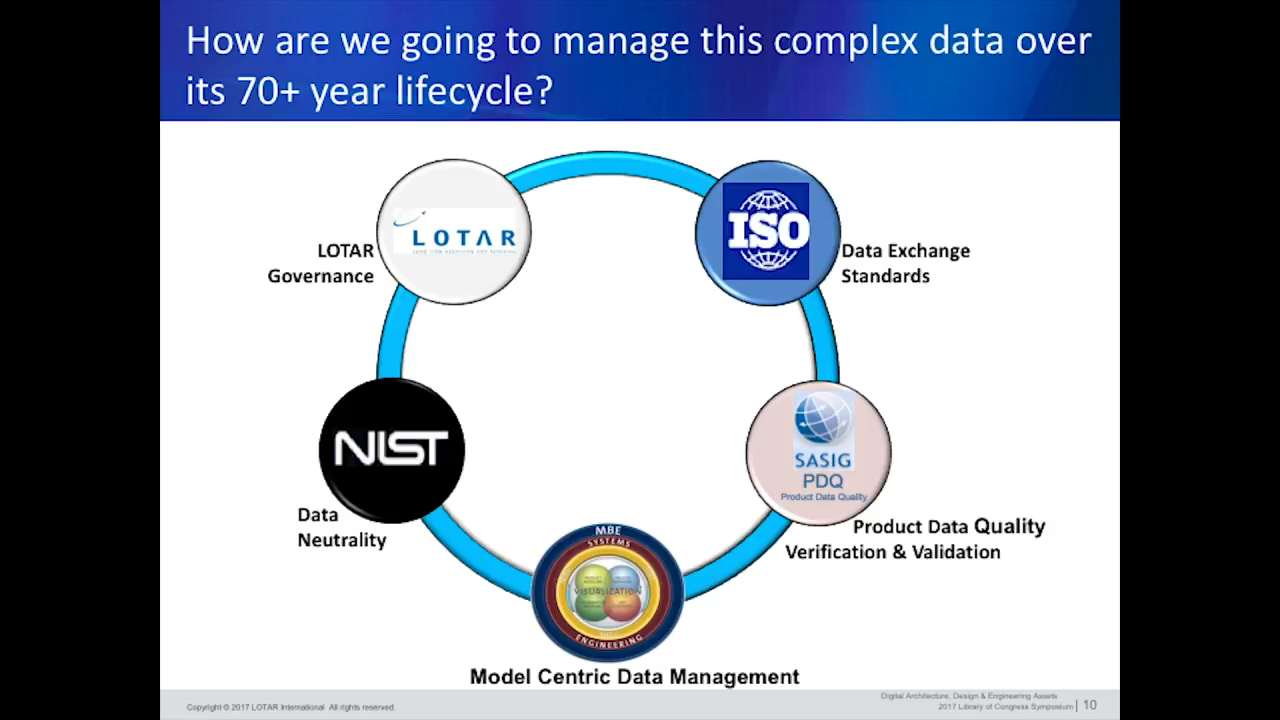 How are we going to manage this complex data over
its 70+ year lifecycle?
LOTAR
LOTAR
Governance
ISO
Data Exchange
Standards
NIST
Data
Neutrality
SASIG
PDQ
Product Data Quality
Product Data Quality
Verification & Validation
MBE
SYSTEMS
VISUALIZATION
ENGINEERING
Model Centric Data Management
Copyright © 2017 LOTAR International All rights reserved.
Digital Architecture, Design & Engineering Assets
2017 Library of Congress Symposium | 10